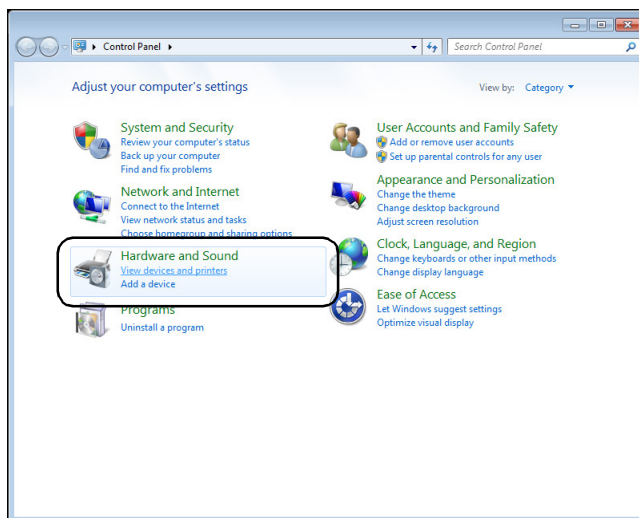 Control Panel
Search Control Panel
Adjust your computer's settings
View by: Category
System and Security
Review your computer's status
Back up your computer
Find and fix problems
Network and Internet
Connect to the Internet
View network status and tasks
Choose homegroup and sharing options
Hardware and Sound
View devices and printers
Add a device
Programs
Uninstall a program
User Accounts and Family Safety
Add or remove user accounts
Set up parental controls for any user
Appearance and Personalization
Change the theme
Change desktop background
Adjust screen resolution
Clock, Language, and Region
Change keyboards or other input methods
Change display language
Ease of Access
Let Windows suggest settings
Optimize visual display